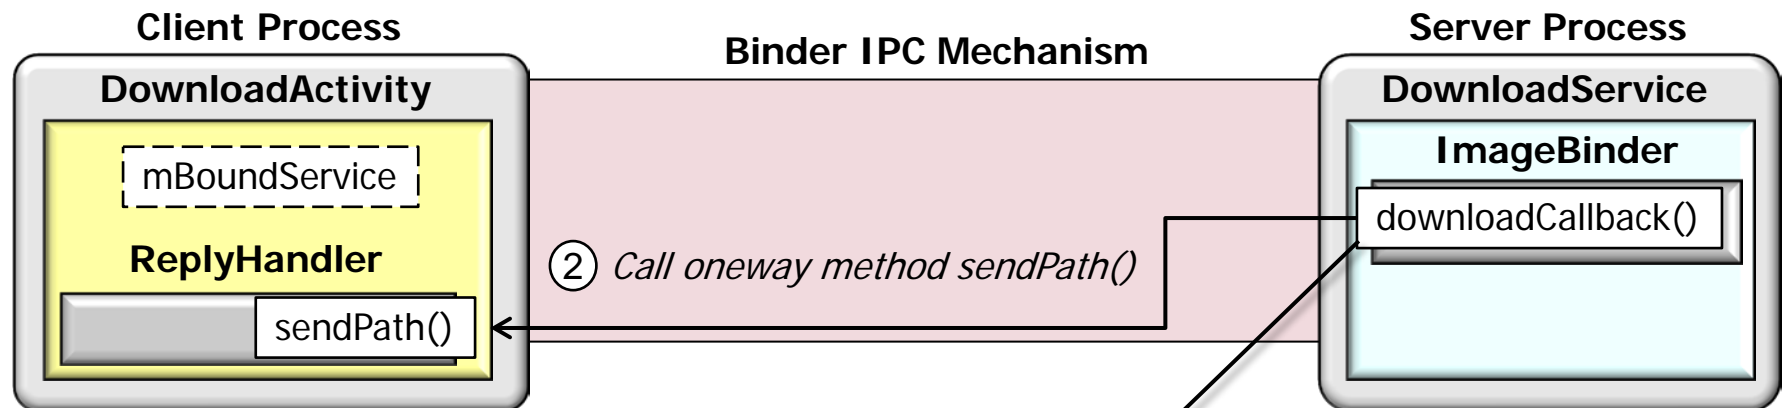 Client Process
Binder IPC Mechanism
Server Process
DownloadActivity
mBoundService
ReplyHandler
sendPath()
2 Call oneway method sendPath()
DownloadService
ImageBinder
downloadCallback()